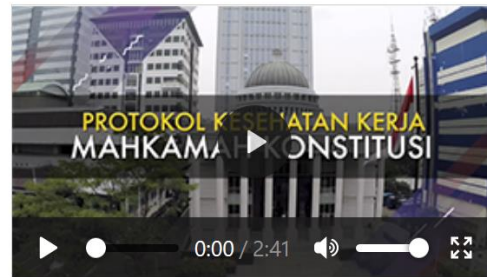 PROTOKOL KESEHATAN KERJA
MAHKAMAH KONSTITUSI
0:00 / 2:41